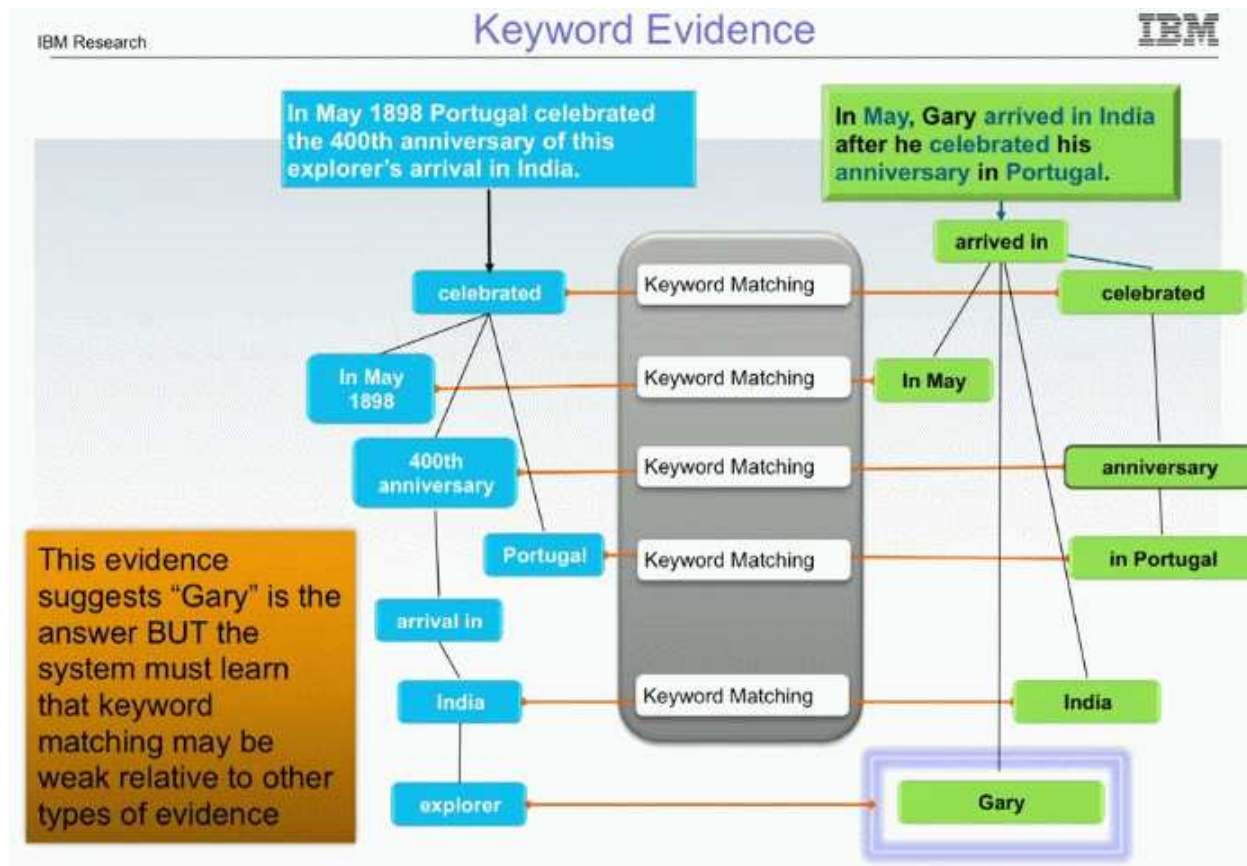 IBM Research
Keyword Evidence
IBM
In May 1898 Portugal celebrated
the 400th anniversary of this
explorer's arrival in India.
In May, Gary arrived in India
after he celebrated his
anniversary in Portugal.
arrived in
celebrated
Keyword Matching
celebrated
In May
1898
Keyword Matching
In May
400th
anniversary
Keyword Matching
anniversary
Portugal
Keyword Matching
in Portugal
arrival in
India
Keyword Matching
India
explorer
Gary
This evidence
suggests “Gary” is the
answer BUT the
system must learn
that keyword
matching may be
weak relative to other
types of evidence